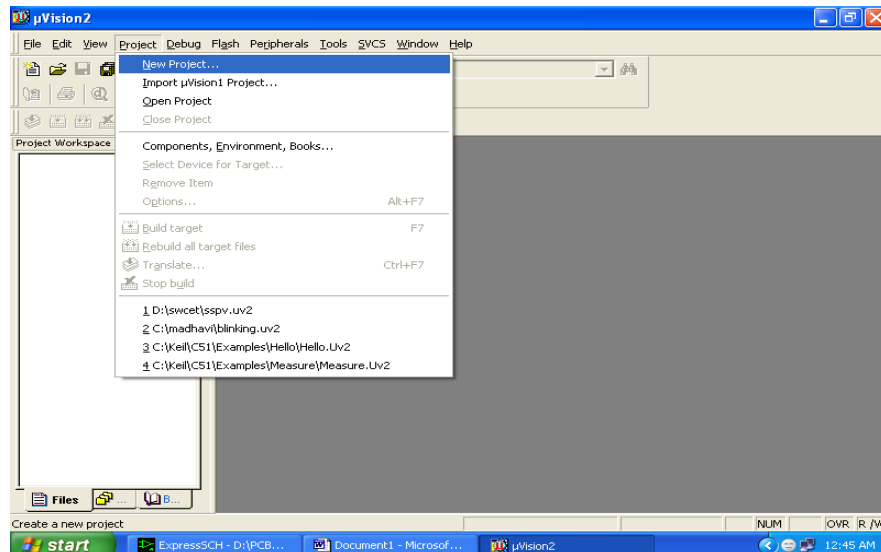 µVision2
File Edit View Project Debug Flash Peripherals Tools SVCS Window Help
New Project...
Import µVision1 Project...
Open Project
Close Project
Project Workspace
Components, Environment, Books...
Select Device for Target...
Remove Item
Options... Alt+F7
Build target F7
Rebuild all target files
Translate... Ctrl+F7
Stop build
1 D:\swcet\sspv.uv2
2 C:\madhavi\blinking.uv2
3 C:\Keil\C51\Examples\Hello\Hello.Uv2
4 C:\Keil\C51\Examples\Measure\Measure.Uv2
Files ... B...
Create a new project NUM OVR R /W
start ExpressSCH - D:\PCB... Document1 - Microsof... µVision2 12:45 AM